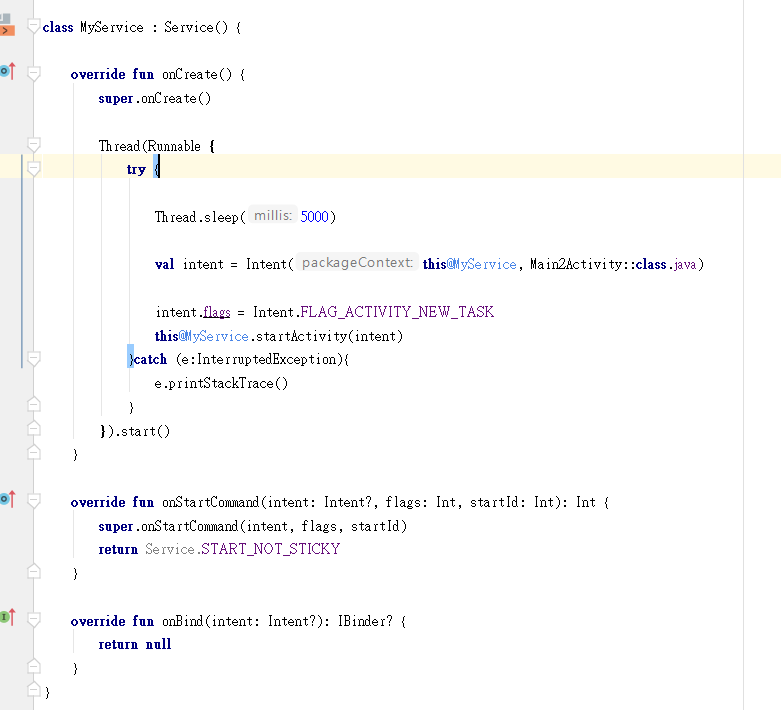 class MyService : Service() {
override fun onCreate() {
super.onCreate()
Thread(Runnable {
try {
Thread.sleep( millis: 5000)
val intent = Intent( packageContext: this@MyService, Main2Activity::class.java)
intent.flags = Intent.FLAG_ACTIVITY_NEW_TASK
this@MyService.startActivity(intent)
}catch (e:InterruptedException){
e.printStackTrace()
}
}).start()
}
override fun onStartCommand(intent: Intent?, flags: Int, startId: Int): Int {
super.onStartCommand(intent, flags, startId)
return Service.START_NOT_STICKY
}
override fun onBind(intent: Intent?): IBinder? {
return null
}
}